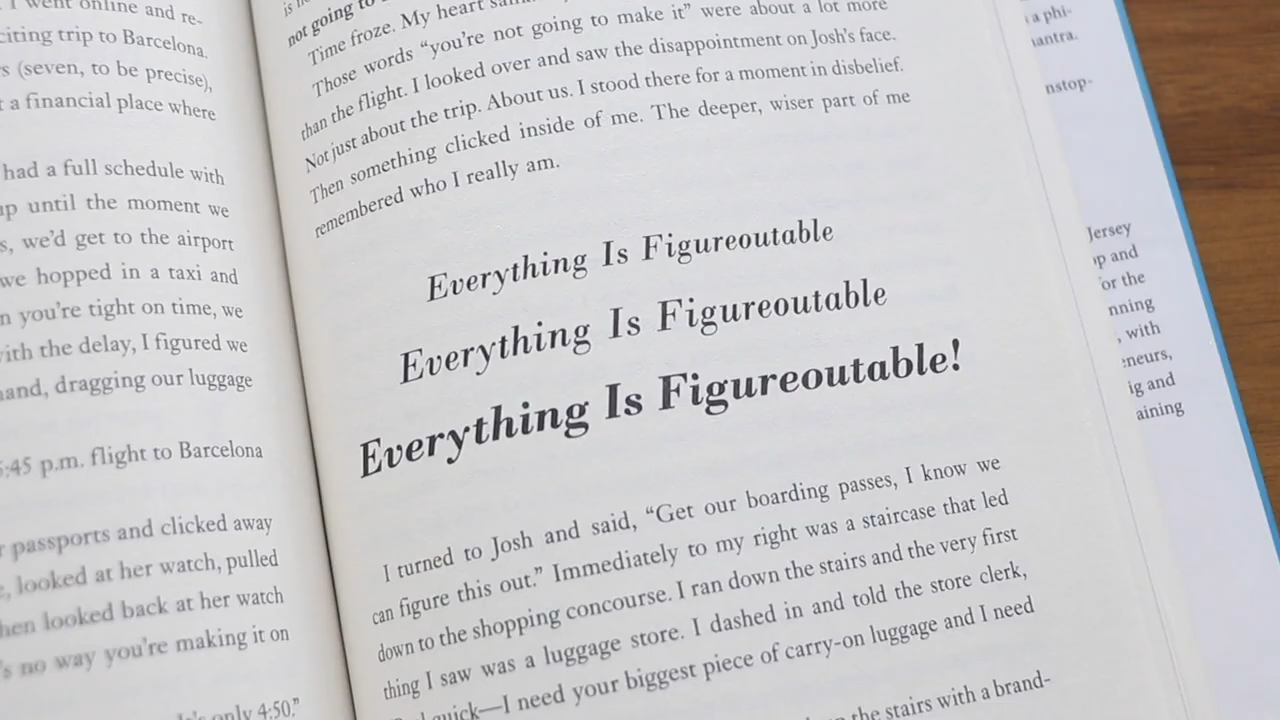 I went online and re-
citing trip to Barcelona.
s (seven, to be precise),
t a financial place where
had a full schedule with
up until the moment we
s, we'd get to the airport
we hopped in a taxi and
n you're tight on time, we
with the delay, I figured we
hand, dragging our luggage
5:45 p.m. flight to Barcelona
r passports and clicked away
e, looked at her watch, pulled
hen looked back at her watch
's no way you're making it on
only 4:50."
not going to
Time froze. My heart
Those words “you're not going to make it” were about a lot more
than the flight. I looked over and saw the disappointment on Josh's face.
Not just about the trip. About us. I stood there for a moment in disbelief.
Then something clicked inside of me. The deeper, wiser part of me
remembered who I really am.
Everything Is Figureoutable
Everything Is Figureoutable
Everything Is Figureoutable!
I turned to Josh and said, “Get our boarding passes, I know we
can figure this out.” Immediately to my right was a staircase that led
down to the shopping concourse. I ran down the stairs and the very first
thing I saw was a luggage store. I dashed in and told the store clerk,
quick—I need your biggest piece of carry-on luggage and I need
the stairs with a brand-
a phi-
mantra.
nstop-
Jersey
op and
for the
nning
, with
eneurs,
ig and
aining